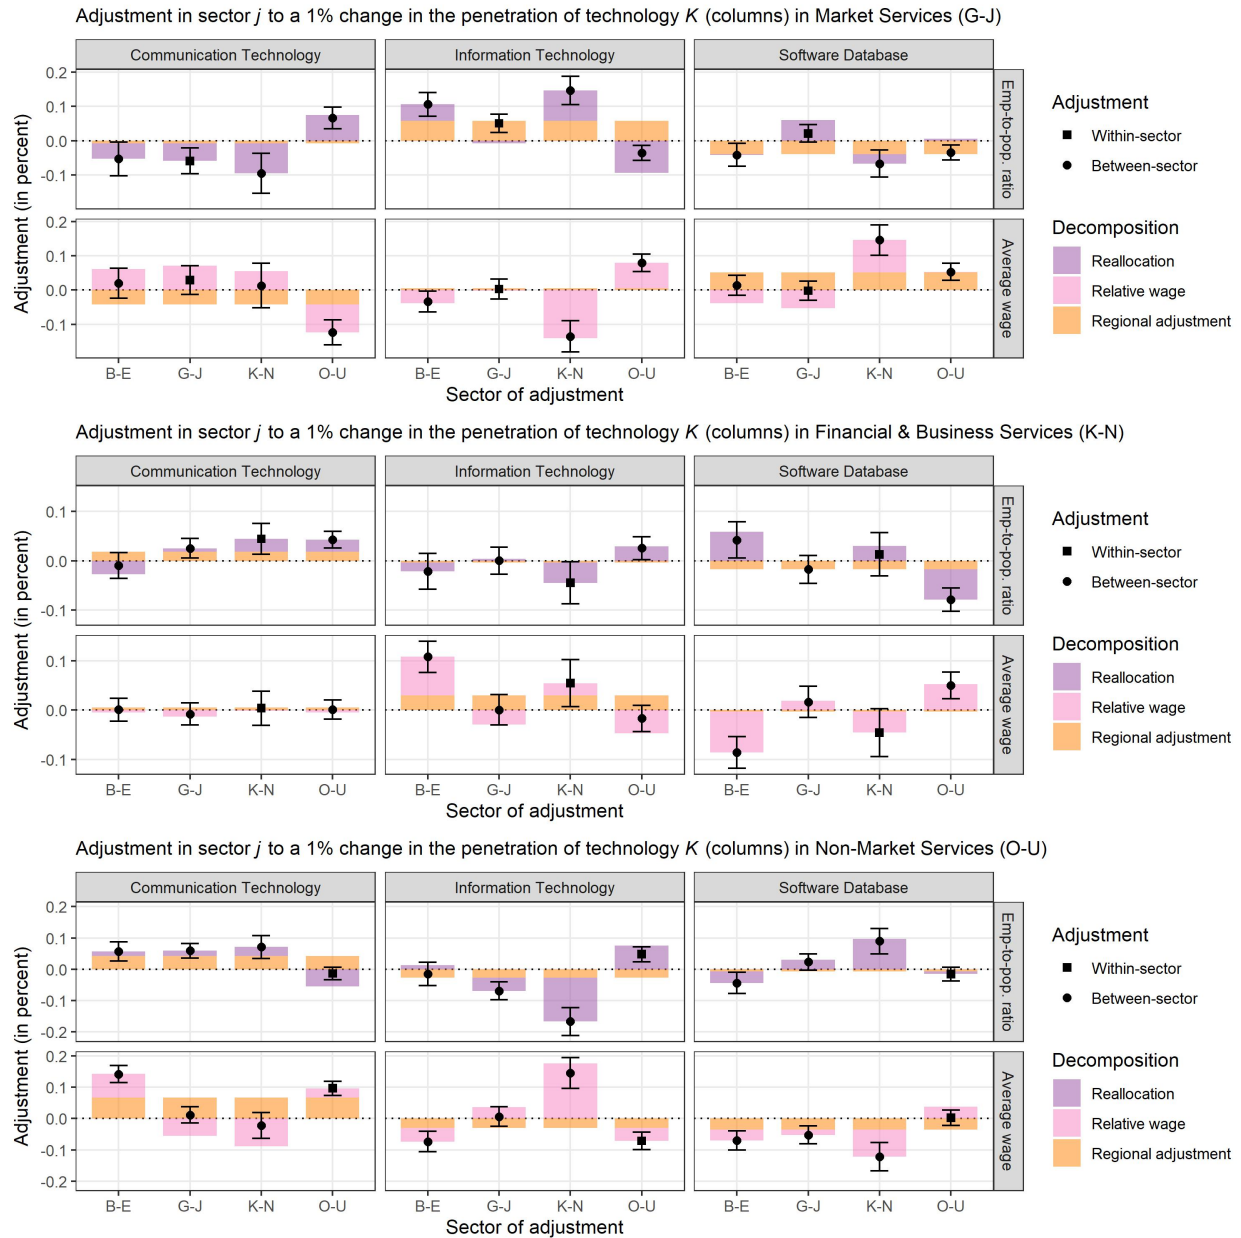 Adjustment in sector j to a 1% change in the penetration of technology K (columns) in Market Services (G-J)
Communication Technology
Information Technology
Software Database
Adjustment (in percent)
0.2
0.1
0.0
-0.1
Emp-to-pop. ratio
0.2
0.1
0.0
-0.1
Average wage
B-E G-J K-N O-U
B-E G-J K-N O-U
B-E G-J K-N O-U
Sector of adjustment
Adjustment
Within-sector
Between-sector
Decomposition
Reallocation
Relative wage
Regional adjustment
Adjustment in sector j to a 1% change in the penetration of technology K (columns) in Financial & Business Services (K-N)
Communication Technology
Information Technology
Software Database
Adjustment (in percent)
0.1
0.0
-0.1
Emp-to-pop. ratio
0.1
0.0
-0.1
Average wage
B-E G-J K-N O-U
B-E G-J K-N O-U
B-E G-J K-N O-U
Sector of adjustment
Adjustment
Within-sector
Between-sector
Decomposition
Reallocation
Relative wage
Regional adjustment
Adjustment in sector j to a 1% change in the penetration of technology K (columns) in Non-Market Services (O-U)
Communication Technology
Information Technology
Software Database
Adjustment (in percent)
0.2
0.1
0.0
-0.1
-0.2
Emp-to-pop. ratio
0.2
0.1
0.0
-0.1
-0.2
Average wage
B-E G-J K-N O-U
B-E G-J K-N O-U
B-E G-J K-N O-U
Sector of adjustment
Adjustment
Within-sector
Between-sector
Decomposition
Reallocation
Relative wage
Regional adjustment